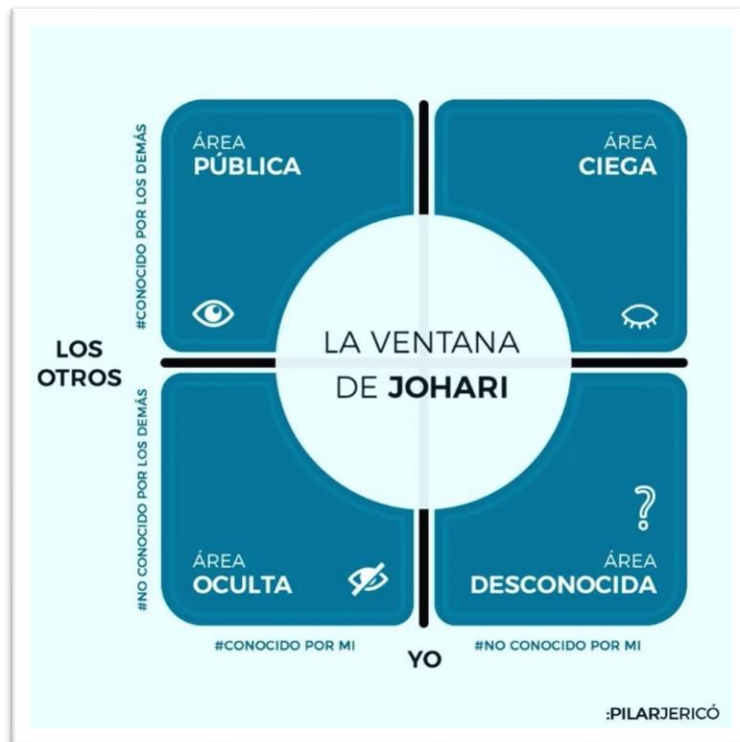 ÁREA
PÚBLICA
ÁREA
CIEGA
#CONOCIDO POR LOS DEMÁS
LA VENTANA
DE JOHARI
LOS
OTROS
#NO CONOCIDO POR LOS DEMÁS
ÁREA
OCULTA
ÁREA
DESCONOCIDA
#CONOCIDO POR MI
YO
#NO CONOCIDO POR MI
:PILARJERICÓ